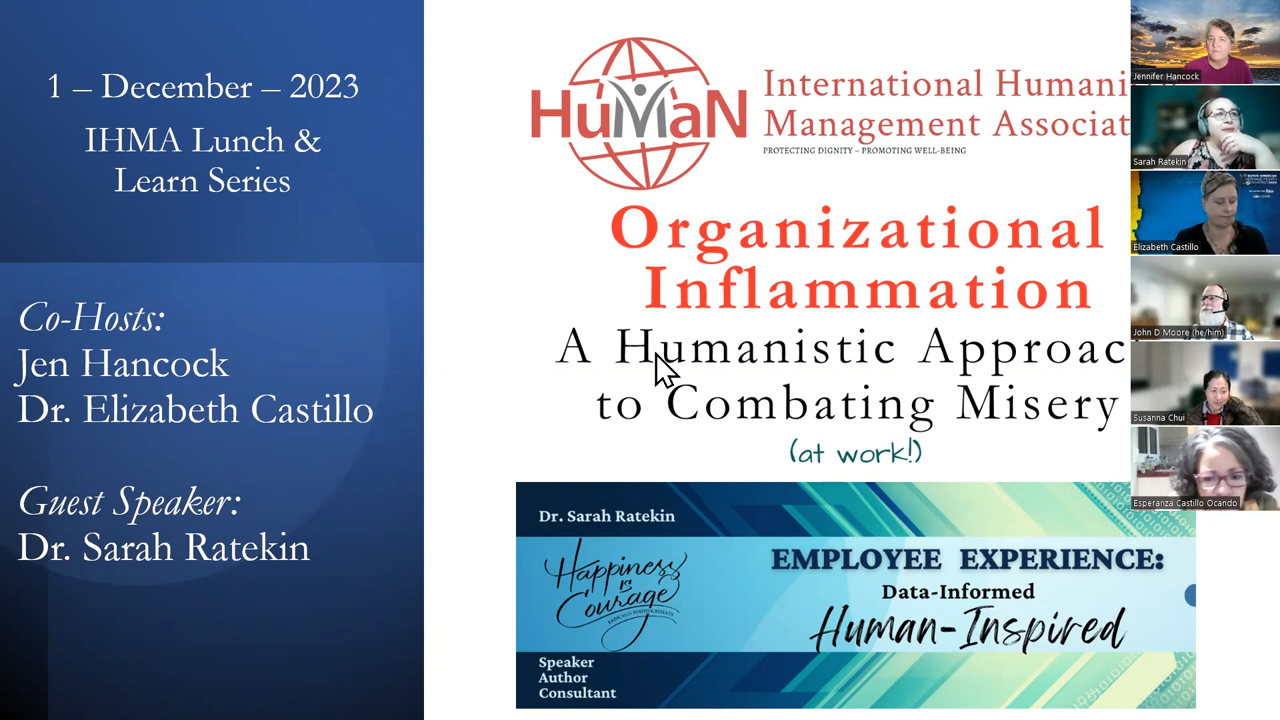 1 – December – 2023
IHMA Lunch &
Learn Series
Co-Hosts:
Jen Hancock
Dr. Elizabeth Castillo
Guest Speaker:
Dr. Sarah Ratekin
HuMaN
International Humani
Management Associat
PROTECTING DIGNITY – PROMOTING WELL-BEING
Organizational
Inflammation
A Humanistic Approac
to Combating Misery
(at work!)
Dr. Sarah Ratekin
Happiness
is
Courage
RADICALLY POSITIVE RESULTS
EMPLOYEE EXPERIENCE:
Data-Informed
Human-Inspired
Speaker
Author
Consultant
Jennifer Hancock
Sarah Ratekin
Elizabeth Castillo
John D Moore (he/him)
Susanna Chui
Esperanza Castillo Ocando